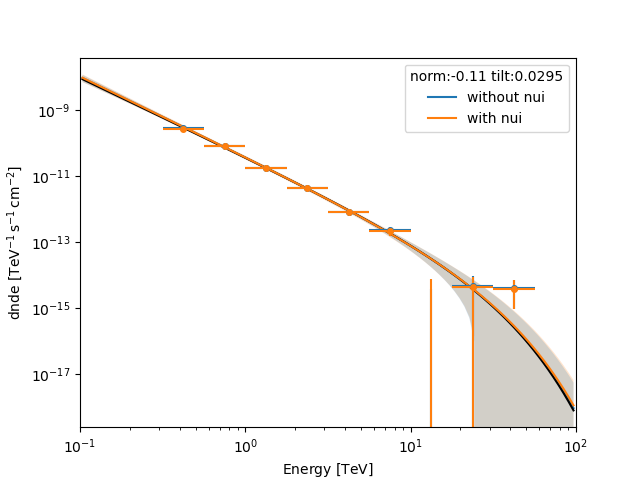 norm:-0.11 tilt:0.0295
without nui
with nui
dnde [TeV⁻¹ s⁻¹ cm⁻²]
10⁻⁹
10⁻¹¹
10⁻¹³
10⁻¹⁵
10⁻¹⁷
10⁻¹ 10⁰ 10¹ 10²
Energy [TeV]